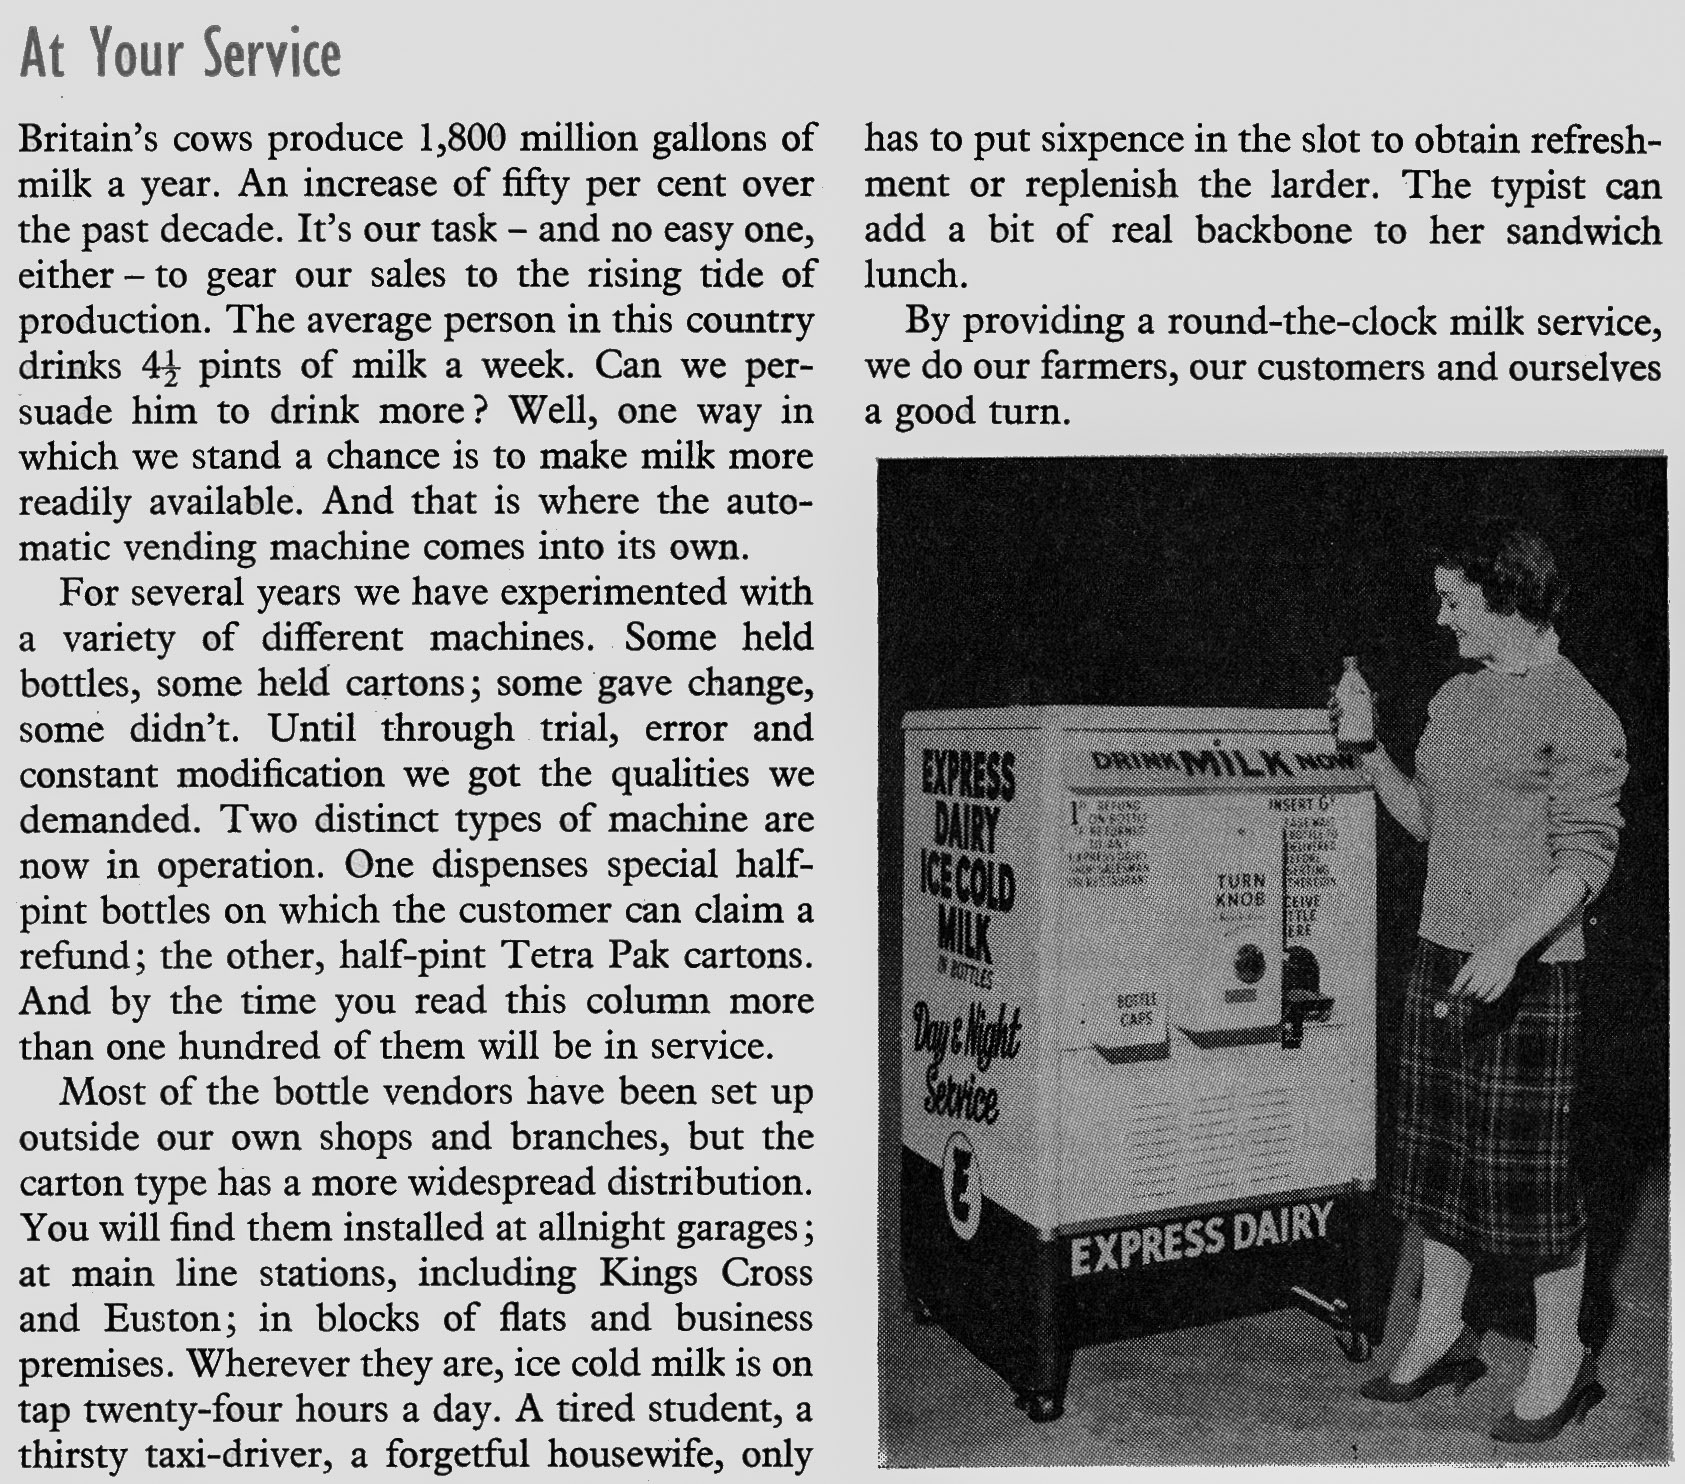 At Your Service
Britain's cows produce 1,800 million gallons of
milk a year. An increase of fifty per cent over
the past decade. It's our task – and no easy one,
either – to gear our sales to the rising tide of
production. The average person in this country
drinks 4½ pints of milk a week. Can we per-
suade him to drink more? Well, one way in
which we stand a chance is to make milk more
readily available. And that is where the auto-
matic vending machine comes into its own.
For several years we have experimented with
a variety of different machines. Some held
bottles, some held cartons; some gave change,
some didn't. Until through trial, error and
constant modification we got the qualities we
demanded. Two distinct types of machine are
now in operation. One dispenses special half-
pint bottles on which the customer can claim a
refund; the other, half-pint Tetra Pak cartons.
And by the time you read this column more
than one hundred of them will be in service.
Most of the bottle vendors have been set up
outside our own shops and branches, but the
carton type has a more widespread distribution.
You will find them installed at allnight garages;
at main line stations, including Kings Cross
and Euston; in blocks of flats and business
premises. Wherever they are, ice cold milk is on
tap twenty-four hours a day. A tired student, a
thirsty taxi-driver, a forgetful housewife, only
has to put sixpence in the slot to obtain refresh-
ment or replenish the larder. The typist can
add a bit of real backbone to her sandwich
lunch.
By providing a round-the-clock milk service,
we do our farmers, our customers and ourselves
a good turn.
EXPRESS
DAIRY
ICE COLD
MILK
IN BOTTLES
Day & Night
Service
E
DRINK MILK NOW
1ᴰ REFUND
ON BOTTLE
IF RETURNED
TO ANY
EXPRESS DAIRY
INSERT 6ᴰ
TURN
KNOB
BOTTLE
CAPS
EXPRESS DAIRY